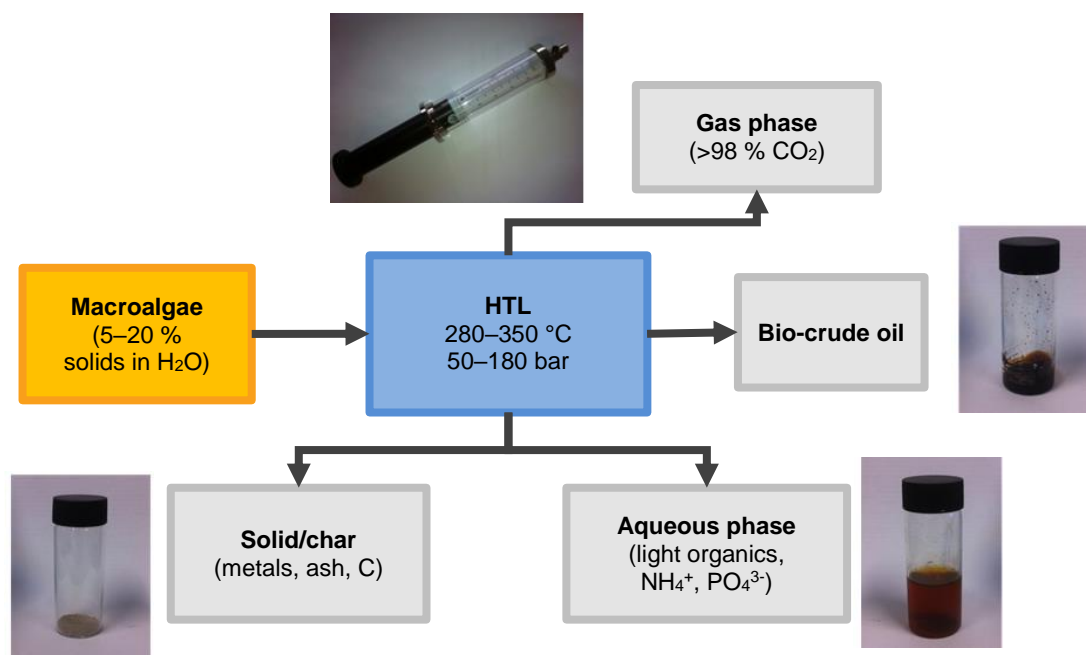 Gas phase
(>98 % CO₂)
Macroalgae
(5–20 %
solids in H₂O)
HTL
280–350 °C
50–180 bar
Bio-crude oil
Solid/char
(metals, ash, C)
Aqueous phase
(light organics,
NH₄⁺, PO₄³⁻)